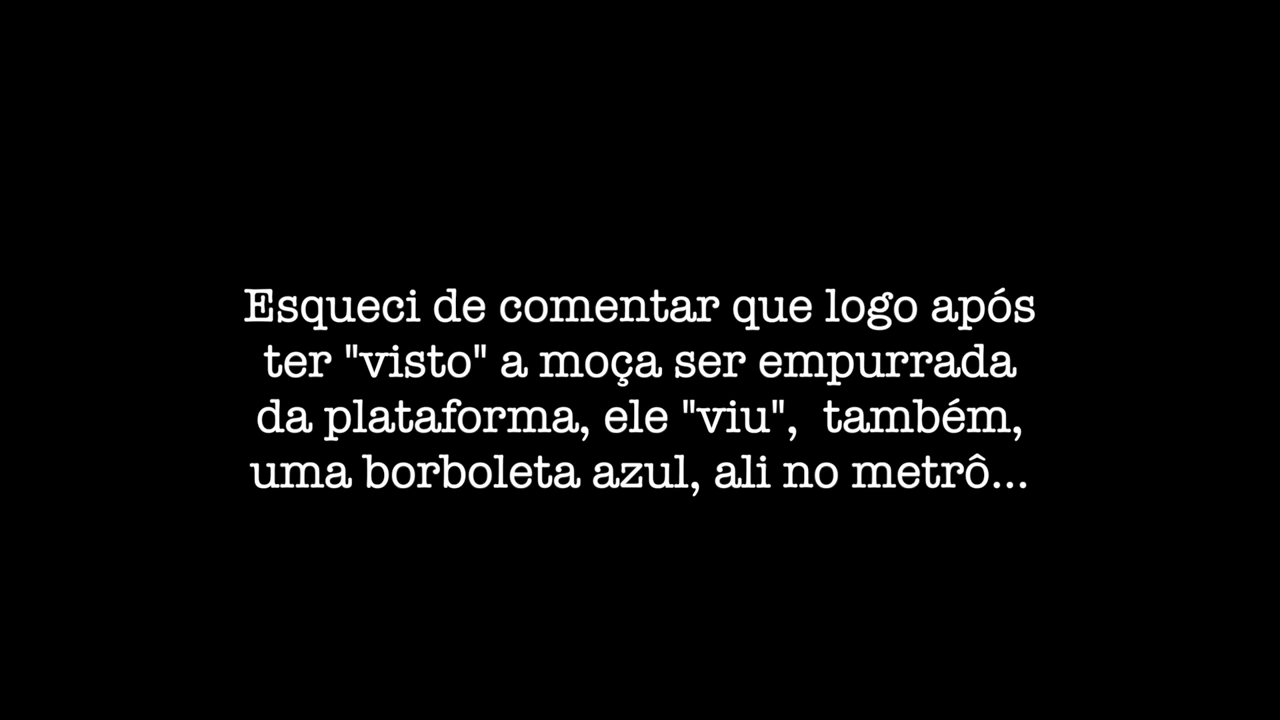 Esqueci de comentar que logo após
ter "visto" a moça ser empurrada
da plataforma, ele "viu",  também,
uma borboleta azul, ali no metrô...